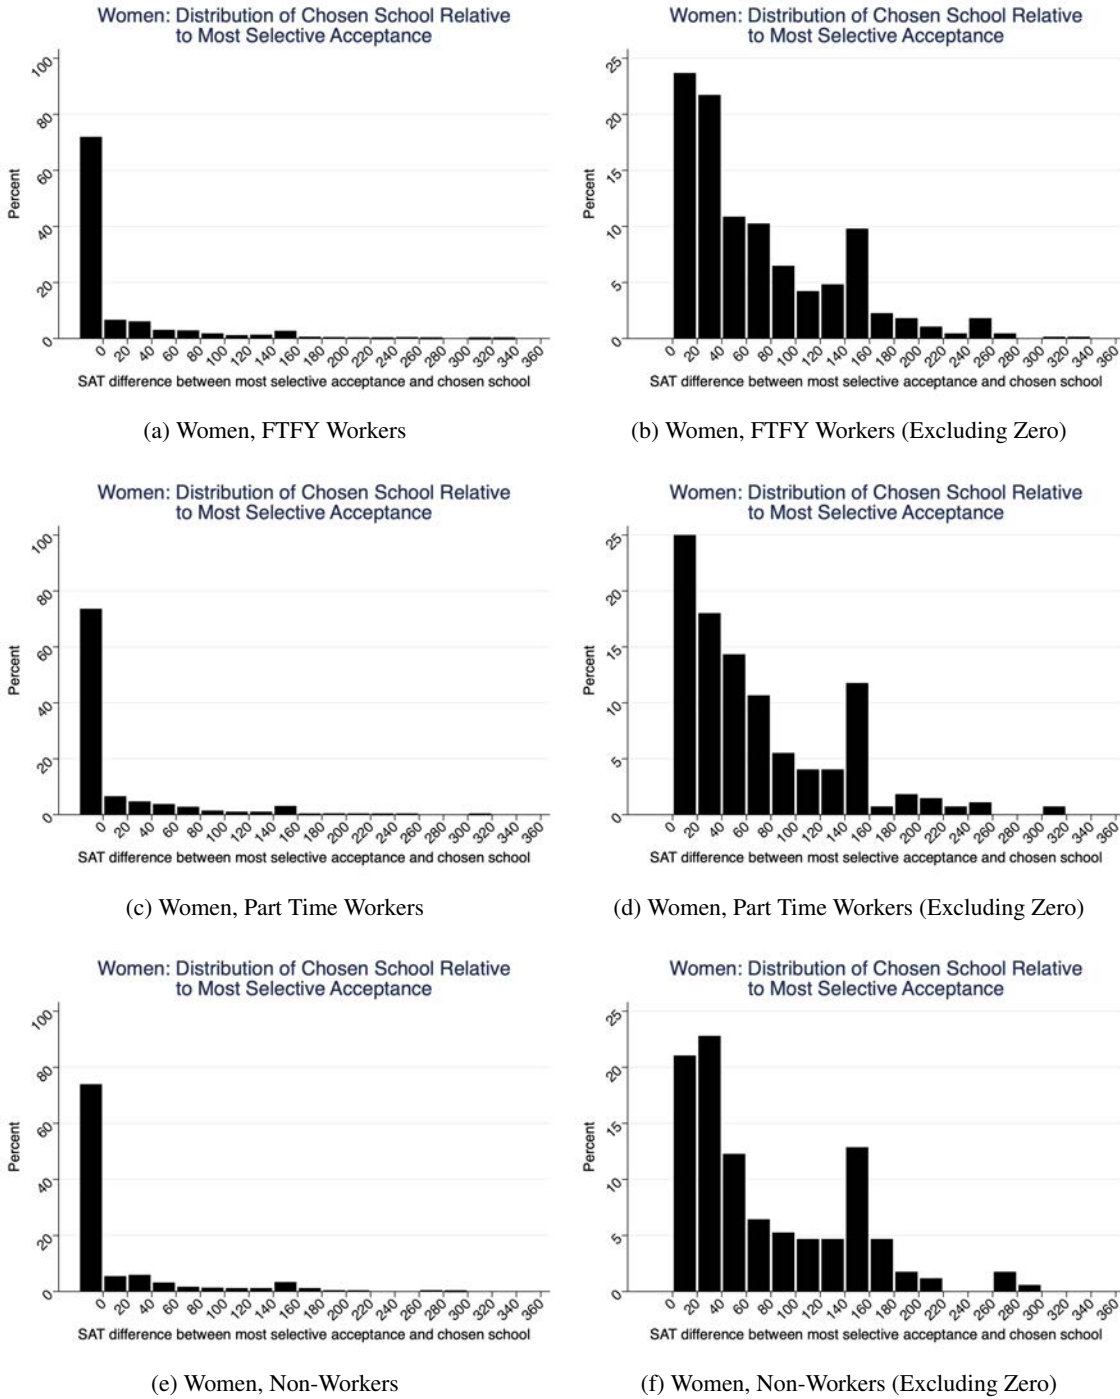 Women: Distribution of Chosen School Relative
to Most Selective Acceptance
Percent
0 20 40 60 80 100
0 20 40 60 80 100 120 140 160 180 200 220 240 260 280 300 320 340 360
SAT difference between most selective acceptance and chosen school
(a) Women, FTFY Workers
Women: Distribution of Chosen School Relative
to Most Selective Acceptance
Percent
0 5 10 15 20 25
0 20 40 60 80 100 120 140 160 180 200 220 240 260 280 300 320 340 360
SAT difference between most selective acceptance and chosen school
(b) Women, FTFY Workers (Excluding Zero)
Women: Distribution of Chosen School Relative
to Most Selective Acceptance
Percent
0 20 40 60 80 100
0 20 40 60 80 100 120 140 160 180 200 220 240 260 280 300 320 340 360
SAT difference between most selective acceptance and chosen school
(c) Women, Part Time Workers
Women: Distribution of Chosen School Relative
to Most Selective Acceptance
Percent
0 5 10 15 20 25
0 20 40 60 80 100 120 140 160 180 200 220 240 260 280 300 320 340 360
SAT difference between most selective acceptance and chosen school
(d) Women, Part Time Workers (Excluding Zero)
Women: Distribution of Chosen School Relative
to Most Selective Acceptance
Percent
0 20 40 60 80 100
0 20 40 60 80 100 120 140 160 180 200 220 240 260 280 300 320 340 360
SAT difference between most selective acceptance and chosen school
(e) Women, Non-Workers
Women: Distribution of Chosen School Relative
to Most Selective Acceptance
Percent
0 5 10 15 20 25
0 20 40 60 80 100 120 140 160 180 200 220 240 260 280 300 320 340 360
SAT difference between most selective acceptance and chosen school
(f) Women, Non-Workers (Excluding Zero)